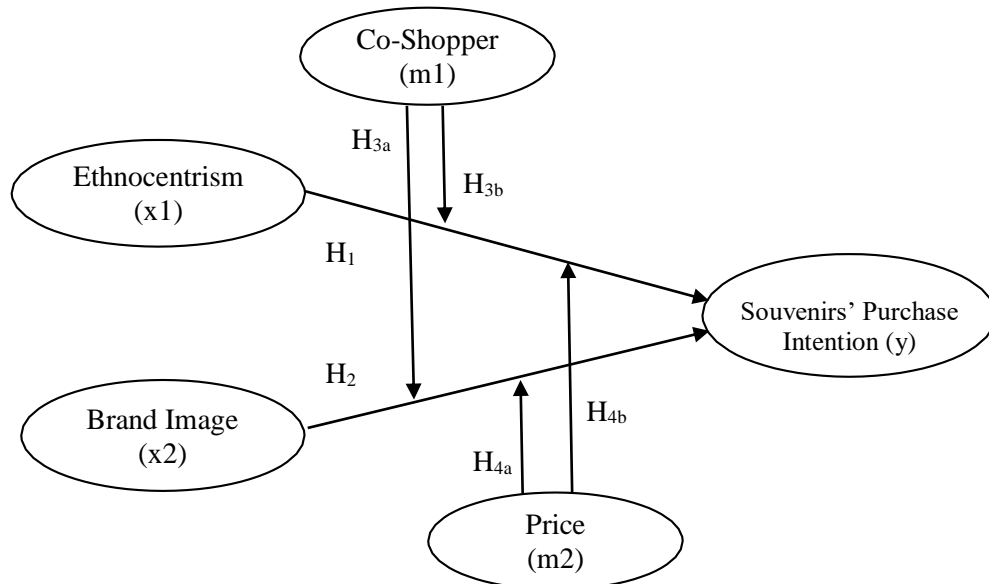 Co-Shopper
(m1)
H3a
Ethnocentrism
(x1)
H3b
H1
Souvenirs’ Purchase
Intention (y)
H2
Brand Image
(x2)
H4b
H4a
Price
(m2)